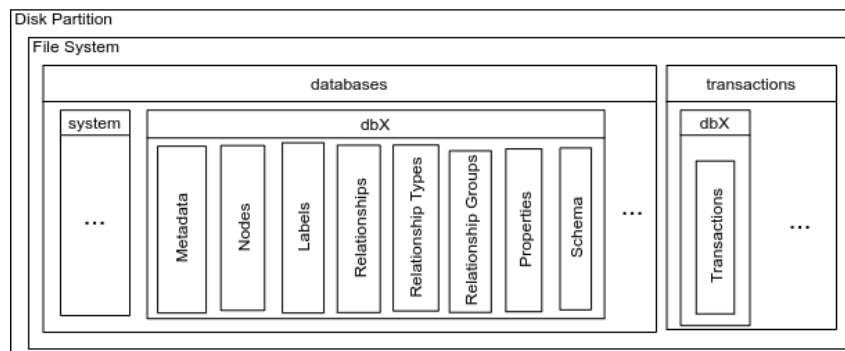 Disk Partition
File System
databases
transactions
system
dbX
dbX
...
Metadata
Nodes
Labels
Relationships
Relationship Types
Relationship Groups
Properties
Schema
...
Transactions
...